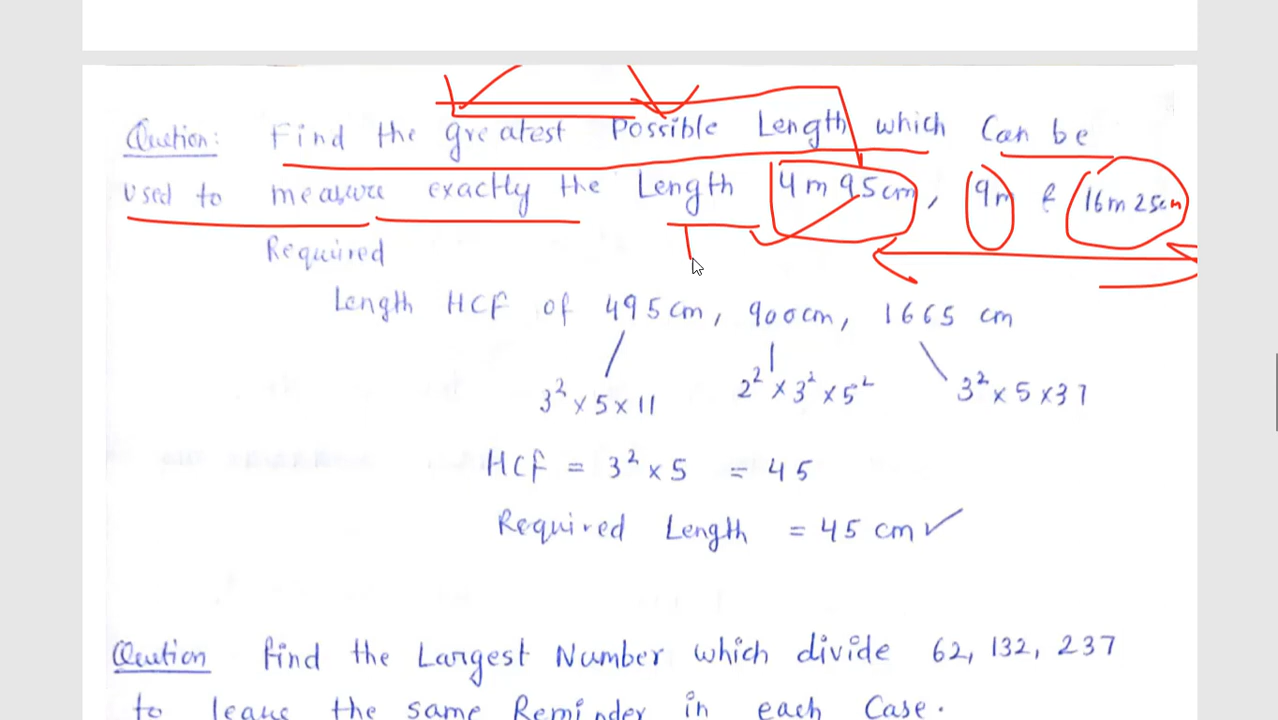 Qution: Find the greatest Possible Length which Can be
used to measure exactly the Length 4m 95cm, 9m & 16m 25cm
Required
Length HCF of 495cm, 900cm, 1665 cm
3² × 5 × 11 2² × 3² × 5² 3² × 5 × 37
HCF = 3² × 5 = 45
Required Length = 45 cm ✓
Qution find the Largest Number which divide 62, 132, 237
to leave the same Reminder in each Case.